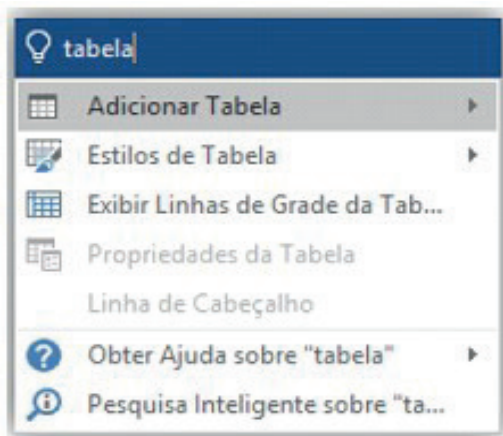 tabela
Adicionar Tabela
Estilos de Tabela
Exibir Linhas de Grade da Tab...
Propriedades da Tabela
Linha de Cabeçalho
Obter Ajuda sobre "tabela"
Pesquisa Inteligente sobre "ta...